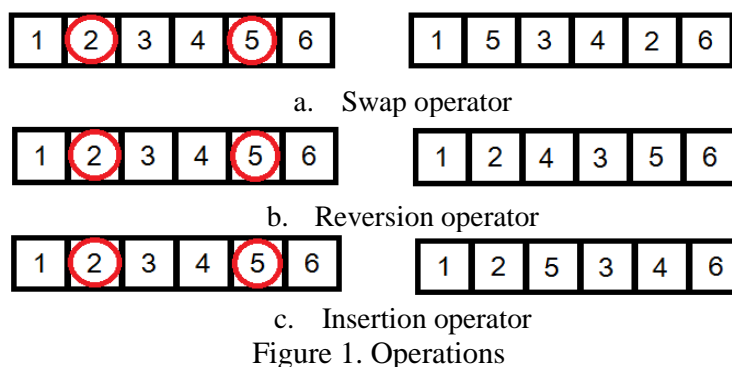 1 2 3 4 5 6 1 5 3 4 2 6
a. Swap operator
1 2 3 4 5 6 1 2 4 3 5 6
b. Reversion operator
1 2 3 4 5 6 1 2 5 3 4 6
c. Insertion operator
Figure 1. Operations